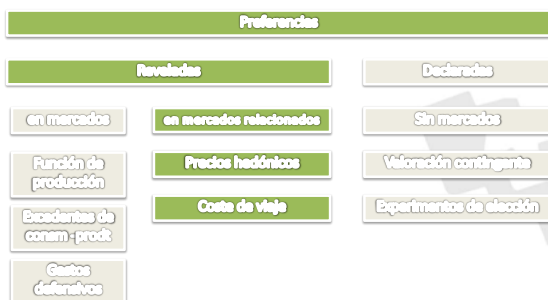 Preferencias
Reveladas
Declaradas
en mercados
en mercados relacionados
Sin mercados
Función de
producción
Precios hedónicos
Valoración contingente
Excedentes de
consm -prodt
Coste de viaje
Experimentos de elección
Gastos
defensivos